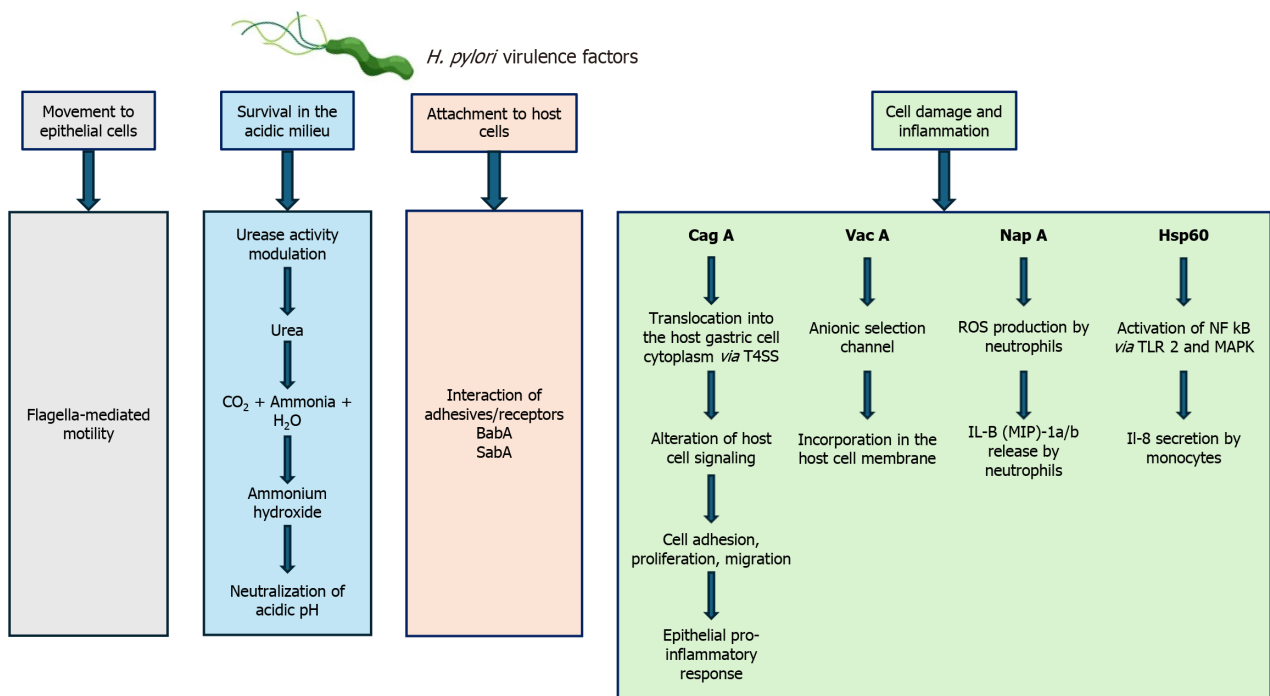 H. pylori virulence factors
Movement to
epithelial cells
Flagella-mediated
motility
Survival in the
acidic milieu
Urease activity
modulation
Urea
CO₂ + Ammonia +
H₂O
Ammonium
hydroxide
Neutralization of
acidic pH
Attachment to host
cells
Interaction of
adhesives/receptors
BabA
SabA
Cell damage and
inflammation
Cag A
Translocation into
the host gastric cell
cytoplasm via T4SS
Alteration of host
cell signaling
Cell adhesion,
proliferation, migration
Epithelial pro-
inflammatory
response
Vac A
Anionic selection
channel
Incorporation in the
host cell membrane
Nap A
ROS production by
neutrophils
IL-B (MIP)-1a/b
release by
neutrophils
Hsp60
Activation of NF kB
via TLR 2 and MAPK
Il-8 secretion by
monocytes